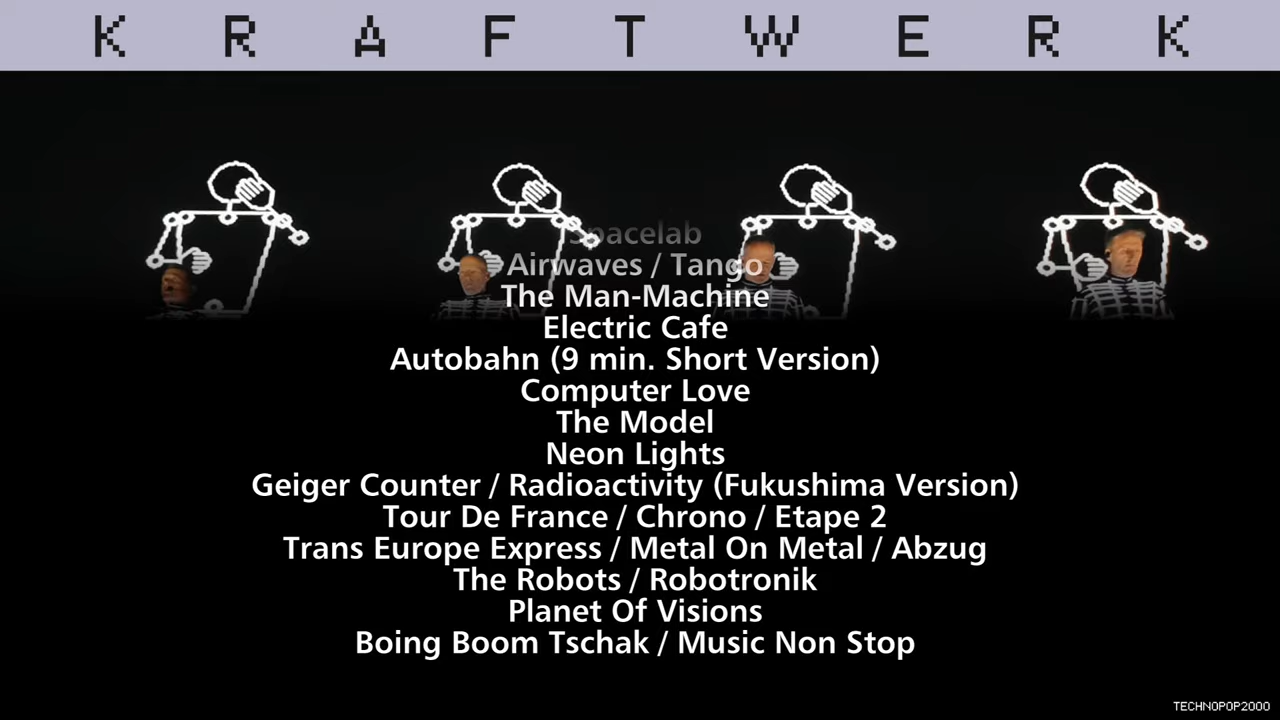 K R A F T W E R K
Spacelab
Airwaves / Tango
The Man-Machine
Electric Cafe
Autobahn (9 min. Short Version)
Computer Love
The Model
Neon Lights
Geiger Counter / Radioactivity (Fukushima Version)
Tour De France / Chrono / Etape 2
Trans Europe Express / Metal On Metal / Abzug
The Robots / Robotronik
Planet Of Visions
Boing Boom Tschak / Music Non Stop
TECHNOPOP2000